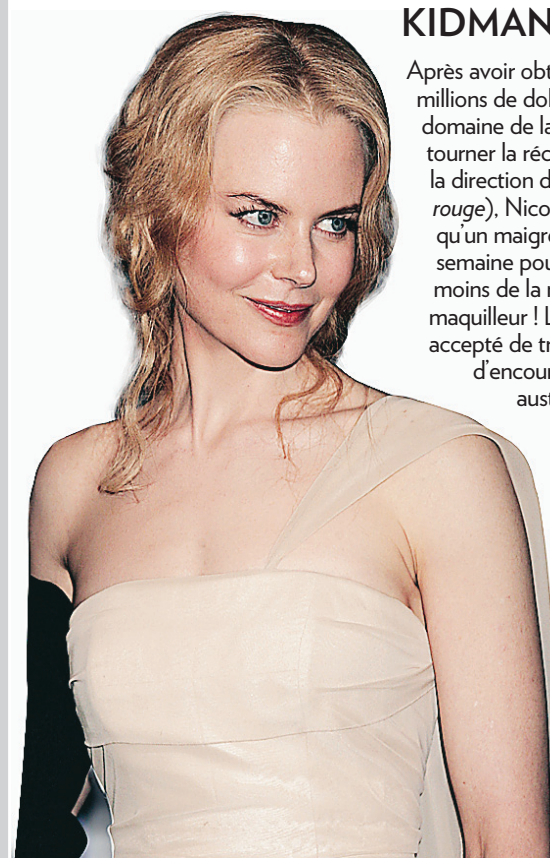 KIDMAN
Après avoir obt
millions de dol
domaine de la
tourner la réc
la direction d
rouge), Nico
qu'un maigre
semaine pou
moins de la
maquilleur ! L
accepté de tr
d'encour
aust